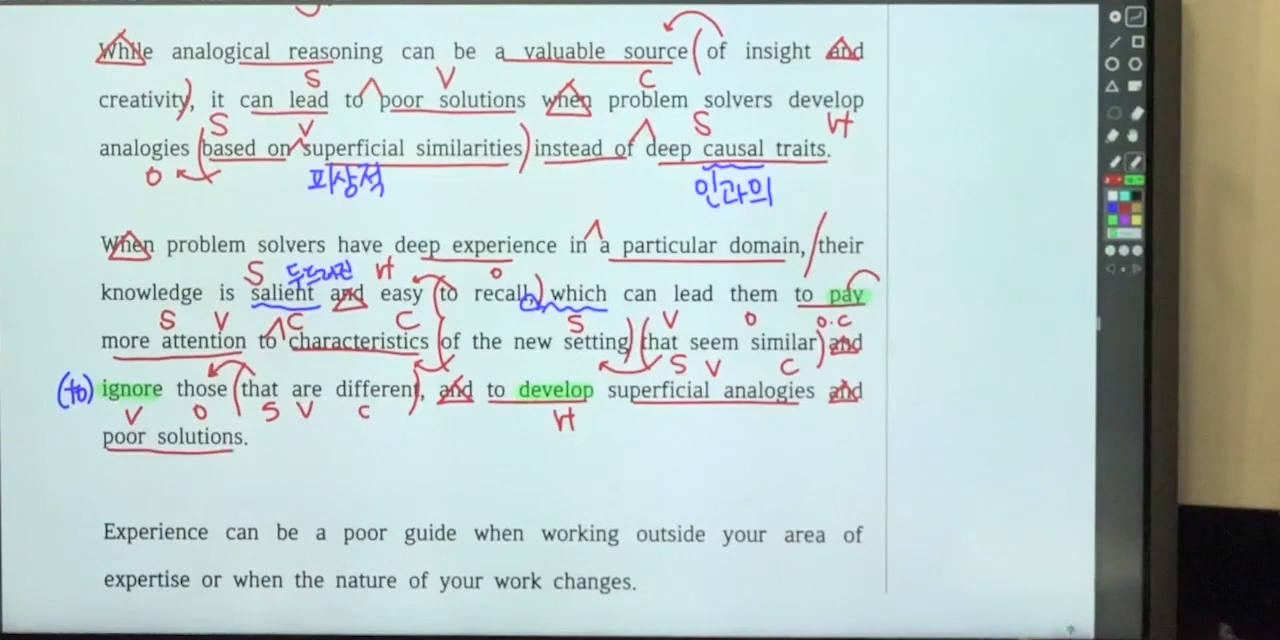 While analogical reasoning can be a valuable source of insight and
S V C
creativity, it can lead to poor solutions when problem solvers develop
S V S Vt
analogies based on superficial similarities instead of deep causal traits.
O 피상적 인과의
When problem solvers have deep experience in a particular domain, their
S 두드러진 Vt O
knowledge is salient and easy to recall, which can lead them to pay
S V C C S V O O.C
more attention to characteristics of the new setting that seem similar and
S V C
(to) ignore those that are different, and to develop superficial analogies and
V O S V C Vt
poor solutions.
Experience can be a poor guide when working outside your area of
expertise or when the nature of your work changes.